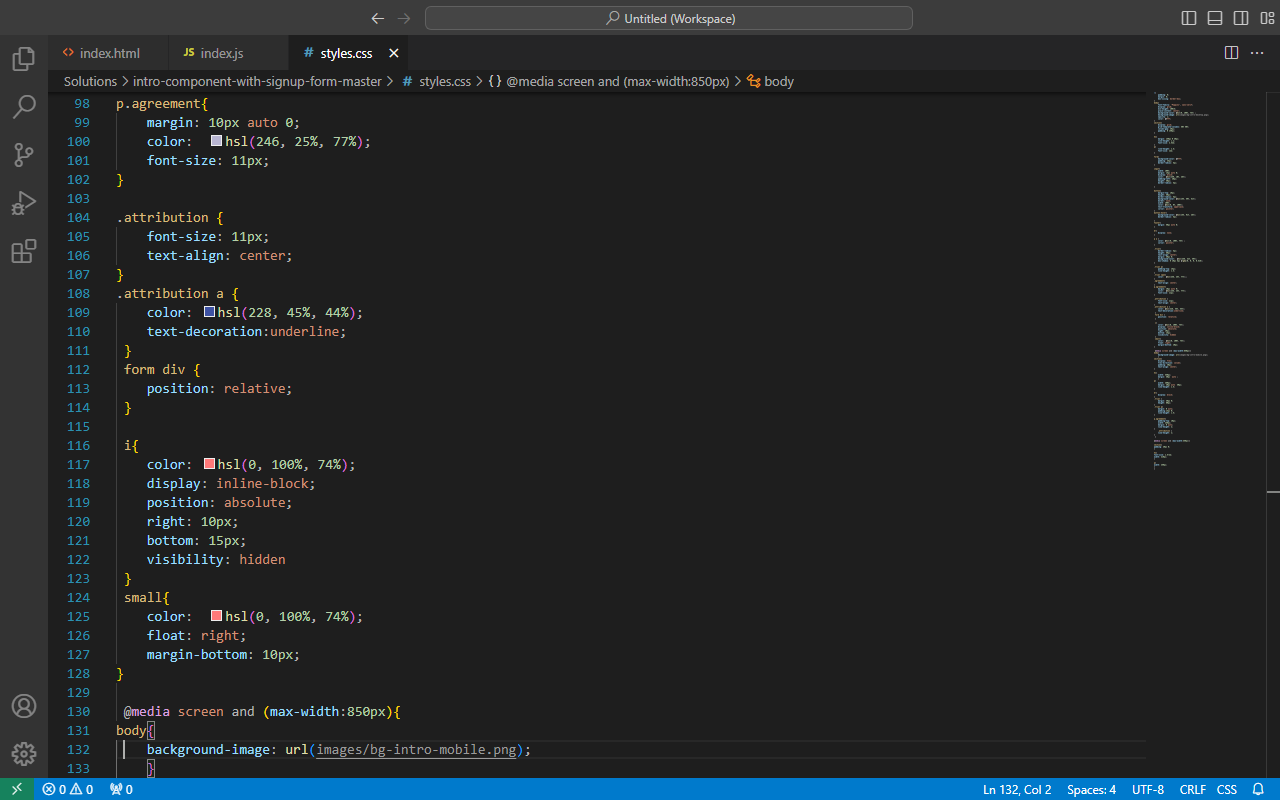 Untitled (Workspace)
index.html
JS index.js
# styles.css
Solutions > intro-component-with-signup-form-master > # styles.css > {} @media screen and (max-width:850px) > body
98 p.agreement{
99 margin: 10px auto 0;
100 color: hsl(246, 25%, 77%);
101 font-size: 11px;
102 }
103
104 .attribution {
105 font-size: 11px;
106 text-align: center;
107 }
108 .attribution a {
109 color: hsl(228, 45%, 44%);
110 text-decoration:underline;
111 }
112 form div {
113 position: relative;
114 }
115
116 i{
117 color: hsl(0, 100%, 74%);
118 display: inline-block;
119 position: absolute;
120 right: 10px;
121 bottom: 15px;
122 visibility: hidden
123 }
124 small{
125 color: hsl(0, 100%, 74%);
126 float: right;
127 margin-bottom: 10px;
128 }
129
130 @media screen and (max-width:850px){
131 body{
132 background-image: url(images/bg-intro-mobile.png);
133 }
0 0 0 Ln 132, Col 2 Spaces: 4 UTF-8 CRLF CSS